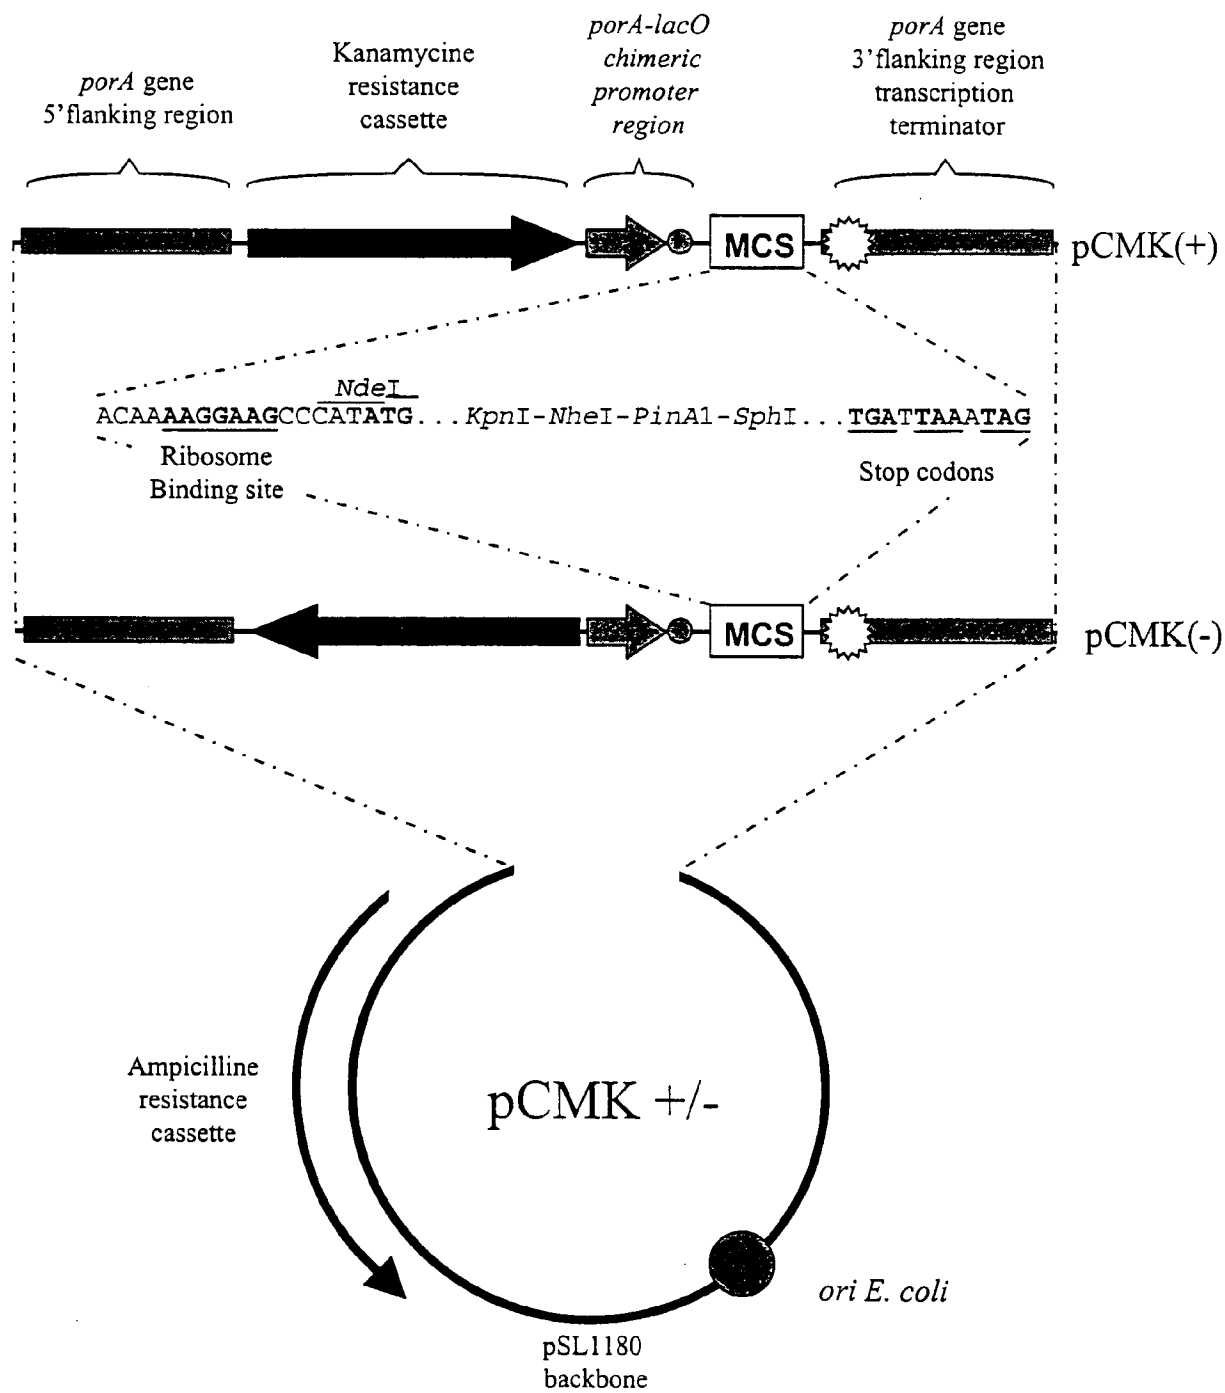 porA gene
5'flanking region
Kanamycine
resistance
cassette
porA-lacO
chimeric
promoter
region
porA gene
3'flanking region
transcription
terminator
MCS
pCMK(+)
NdeI
ACAAAAGGAAGCCCATATG...KpnI-NheI-PinA1-SphI...TGATTAAATAG
Ribosome
Binding site
Stop codons
MCS
pCMK(-)
Ampicilline
resistance
cassette
pCMK +/-
ori E. coli
pSL1180
backbone